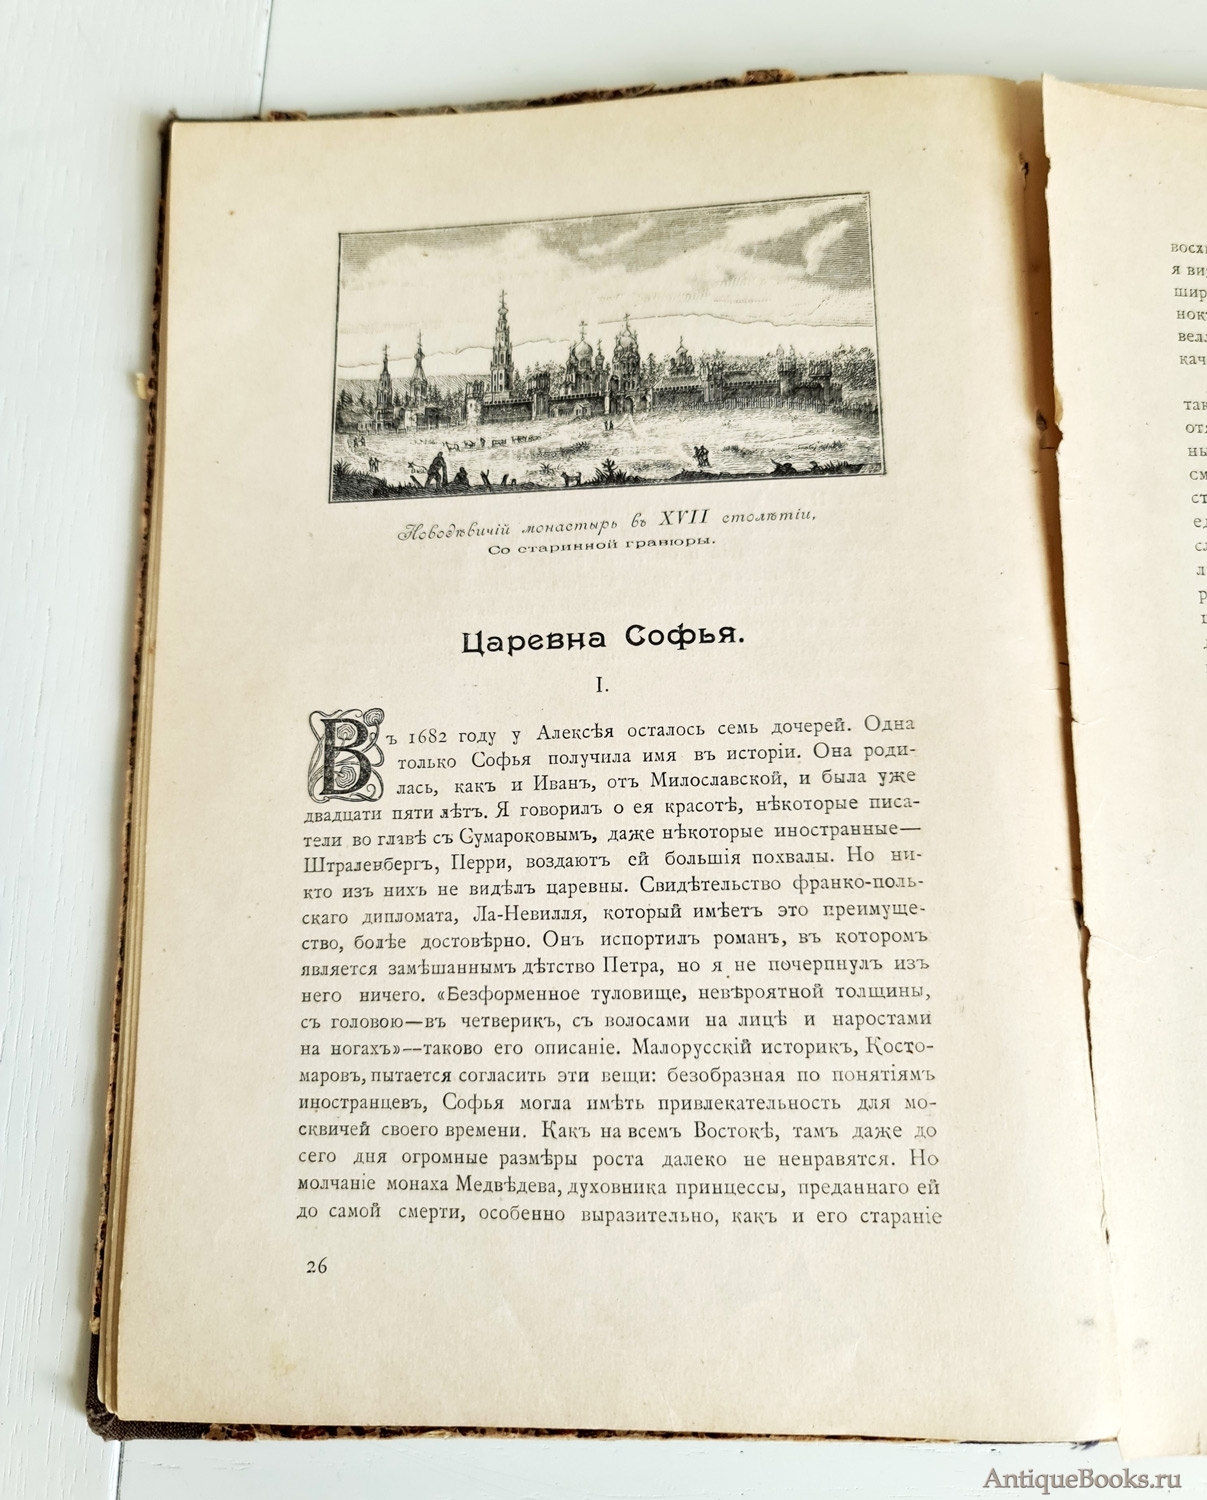 Новодѣвичій монастырь въ XVII столѣтіи,
Со старинной гравюры.
Царевна Софья.
I.
Въ 1682 году у Алексѣя осталось семь дочерей. Одна
только Софья получила имя въ исторіи. Она роди-
лась, какъ и Иванъ, отъ Милославской, и была уже
двадцати пяти лѣтъ. Я говорилъ о ея красотѣ, нѣкоторые писа-
тели во главѣ съ Сумароковымъ, даже нѣкоторые иностранные—
Штраленбергъ, Перри, воздаютъ ей большія похвалы. Но ни-
кто изъ нихъ не видѣлъ царевны. Свидѣтельство франко-поль-
скаго дипломата, Ла-Невилля, который имѣетъ это преимуще-
ство, болѣе достовѣрно. Онъ испортилъ романъ, въ которомъ
является замѣшаннымъ дѣтство Петра, но я не почерпнулъ изъ
него ничего. «Безформенное туловище, невѣроятной толщины,
съ головою—въ четверикъ, съ волосами на лицѣ и наростами
на ногахъ»—таково его описаніе. Малорусскій историкъ, Косто-
маровъ, пытается согласить эти вещи: безобразная по понятіямъ
иностранцевъ, Софья могла имѣть привлекательность для мо-
сквичей своего времени. Какъ на всемъ Востокѣ, тамъ даже до
сего дня огромные размѣры роста далеко не ненравятся. Но
молчаніе монаха Медвѣдева, духовника принцессы, преданнаго ей
до самой смерти, особенно выразительно, какъ и его стараніе
26
AntiqueBooks.ru